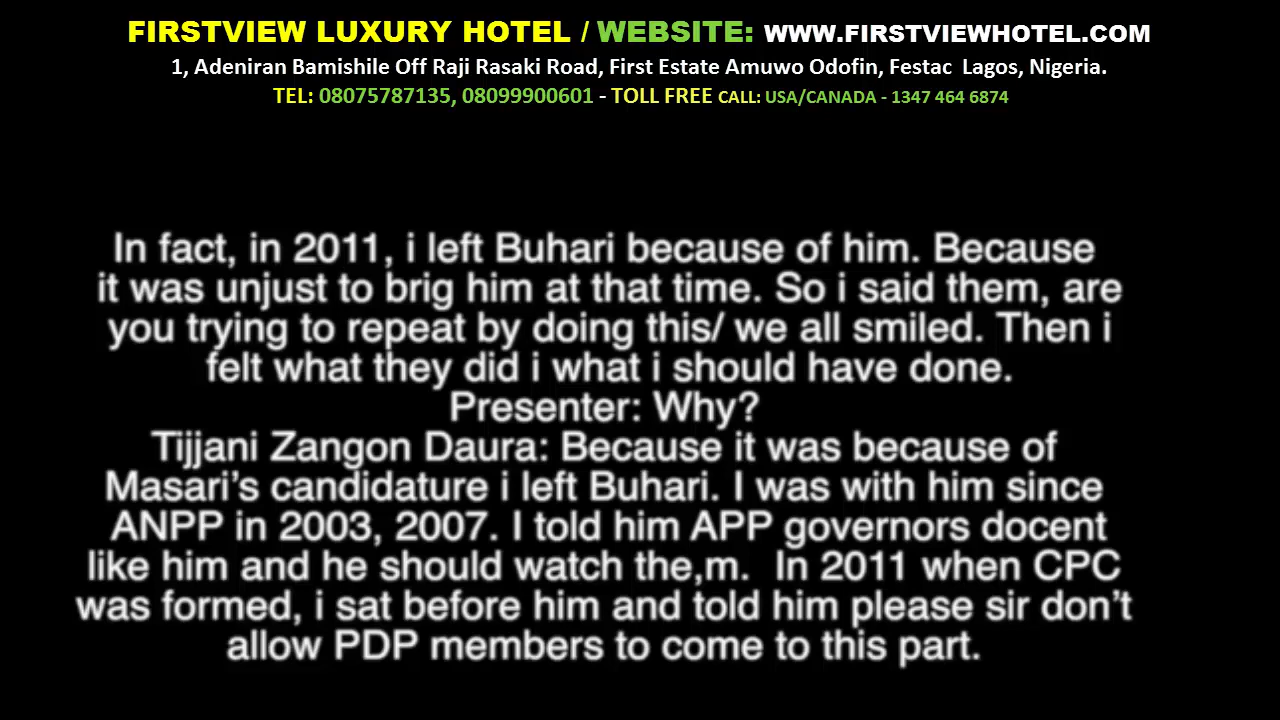 FIRSTVIEW LUXURY HOTEL / WEBSITE: WWW.FIRSTVIEWHOTEL.COM
1, Adeniran Bamishile Off Raji Rasaki Road, First Estate Amuwo Odofin, Festac Lagos, Nigeria.
TEL: 08075787135, 08099900601 - TOLL FREE CALL: USA/CANADA - 1347 464 6874
In fact, in 2011, i left Buhari because of him. Because
it was unjust to brig him at that time. So i said them, are
you trying to repeat by doing this/ we all smiled. Then i
felt what they did i what i should have done.
Presenter: Why?
Tijjani Zangon Daura: Because it was because of
Masari’s candidature i left Buhari. I was with him since
ANPP in 2003, 2007. I told him APP governors docent
like him and he should watch the,m.  In 2011 when CPC
was formed, i sat before him and told him please sir don’t
allow PDP members to come to this part.